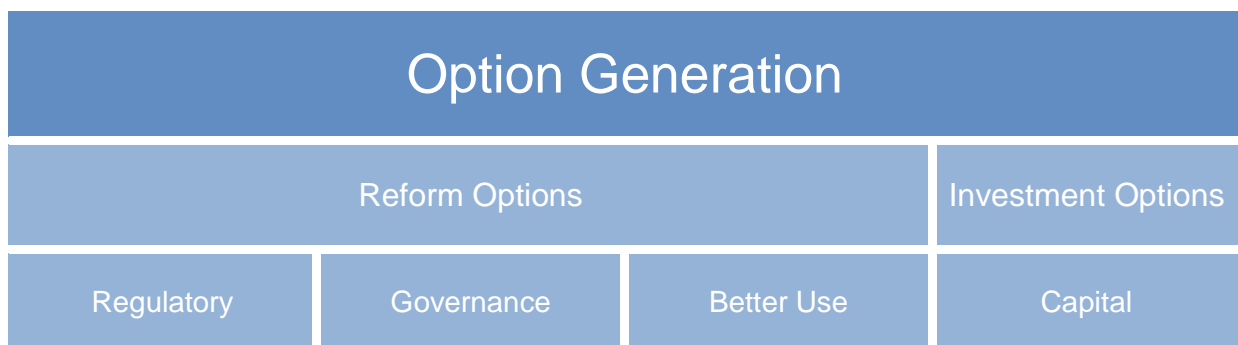 Option Generation
Reform Options
Investment Options
Regulatory
Governance
Better Use
Capital